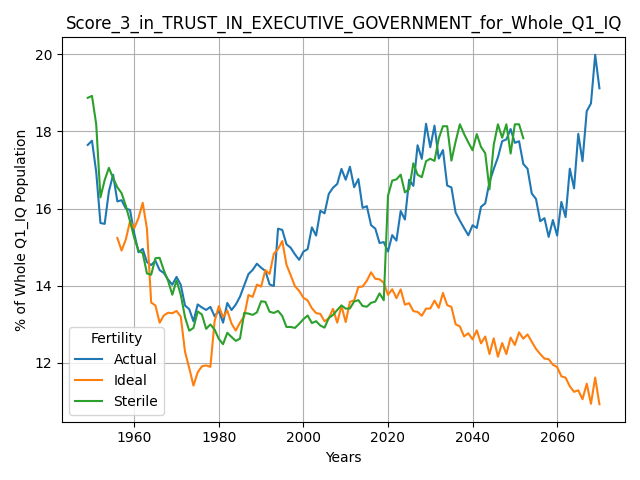 Score_3_in_TRUST_IN_EXECUTIVE_GOVERNMENT_for_Whole_Q1_IQ
20
18
16
14
12
% of Whole Q1_IQ Population
Fertility
Actual
Ideal
Sterile
1960 1980 2000 2020 2040 2060
Years